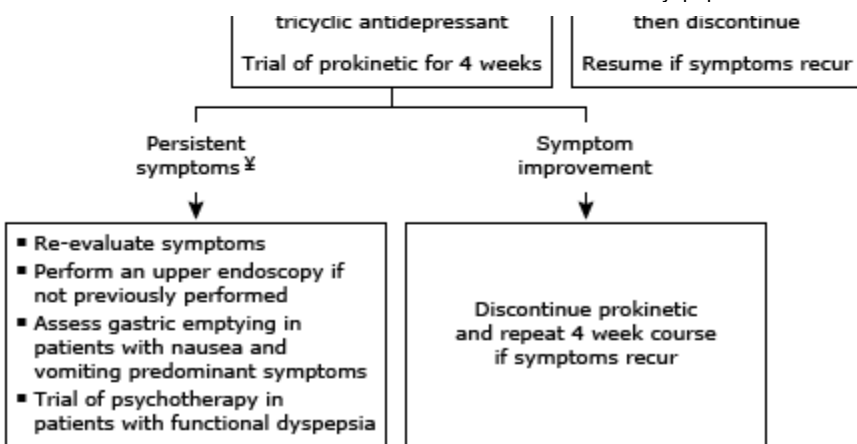 tricyclic antidepressant
Trial of prokinetic for 4 weeks
then discontinue
Resume if symptoms recur
Persistent
symptoms ¥
Symptom
improvement
▪ Re-evaluate symptoms
▪ Perform an upper endoscopy if
not previously performed
▪ Assess gastric emptying in
patients with nausea and
vomiting predominant symptoms
▪ Trial of psychotherapy in
patients with functional dyspepsia
Discontinue prokinetic
and repeat 4 week course
if symptoms recur